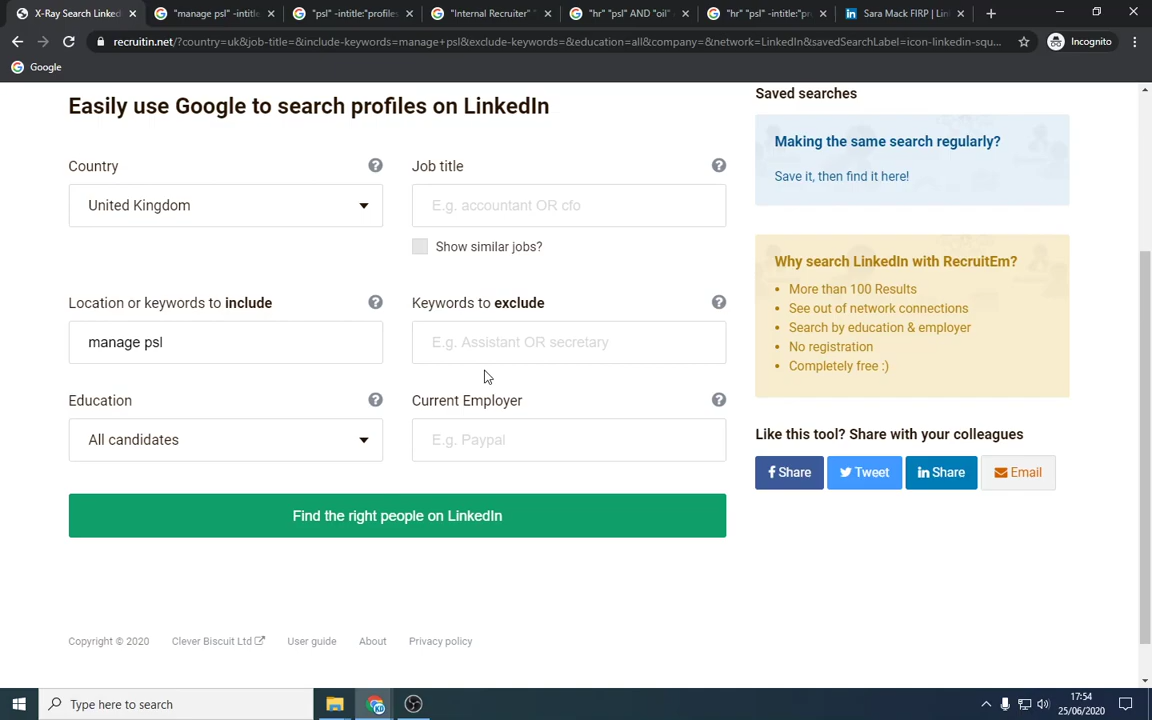 X-Ray Search Linked
"manage psl" -intitle
"psl" -intitle:"profiles
"Internal Recruiter" "
"hr" "psl" AND "oil"
"hr" "psl" -intitle:"pr
Sara Mack FIRP | Lin
recruitin.net/?country=uk&job-title=&include-keywords=manage+psl&exclude-keywords=&education=all&company=&network=LinkedIn&savedSearchLabel=icon-linkedin-squ...
Incognito
Google
Easily use Google to search profiles on LinkedIn
Saved searches
Making the same search regularly?
Save it, then find it here!
Country
Job title
United Kingdom
E.g. accountant OR cfo
Show similar jobs?
Why search LinkedIn with RecruitEm?
• More than 100 Results
• See out of network connections
• Search by education & employer
• No registration
• Completely free :)
Location or keywords to include
Keywords to exclude
manage psl
E.g. Assistant OR secretary
Education
Current Employer
All candidates
E.g. Paypal
Like this tool? Share with your colleagues
Share
Tweet
Share
Email
Find the right people on LinkedIn
Copyright © 2020
Clever Biscuit Ltd
User guide
About
Privacy policy
Type here to search
17:54
25/06/2020